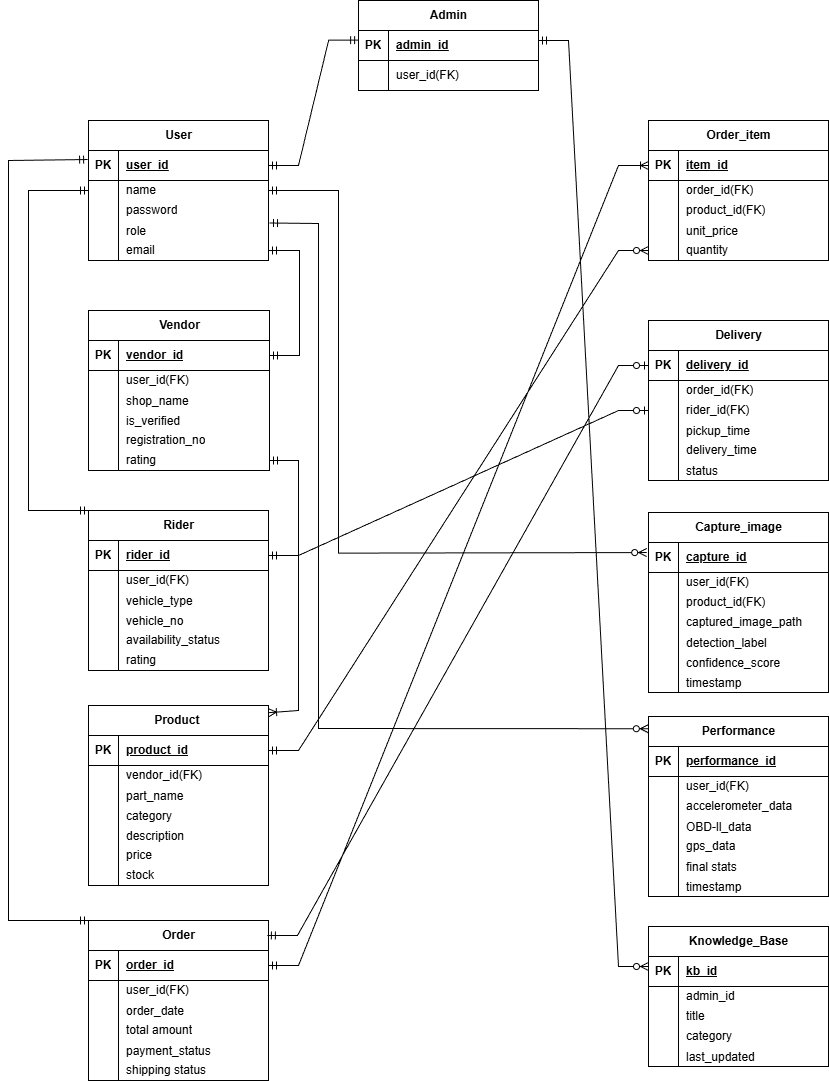 Admin
PK admin_id
user_id(FK)
User
PK user_id
name
password
role
email
Vendor
PK vendor_id
user_id(FK)
shop_name
is_verified
registration_no
rating
Rider
PK rider_id
user_id(FK)
vehicle_type
vehicle_no
availability_status
rating
Product
PK product_id
vendor_id(FK)
part_name
category
description
price
stock
Order
PK order_id
user_id(FK)
order_date
total amount
payment_status
shipping status
Order_item
PK item_id
order_id(FK)
product_id(FK)
unit_price
quantity
Delivery
PK delivery_id
order_id(FK)
rider_id(FK)
pickup_time
delivery_time
status
Capture_image
PK capture_id
user_id(FK)
product_id(FK)
captured_image_path
detection_label
confidence_score
timestamp
Performance
PK performance_id
user_id(FK)
accelerometer_data
OBD-II_data
gps_data
final stats
timestamp
Knowledge_Base
PK kb_id
admin_id
title
category
last_updated